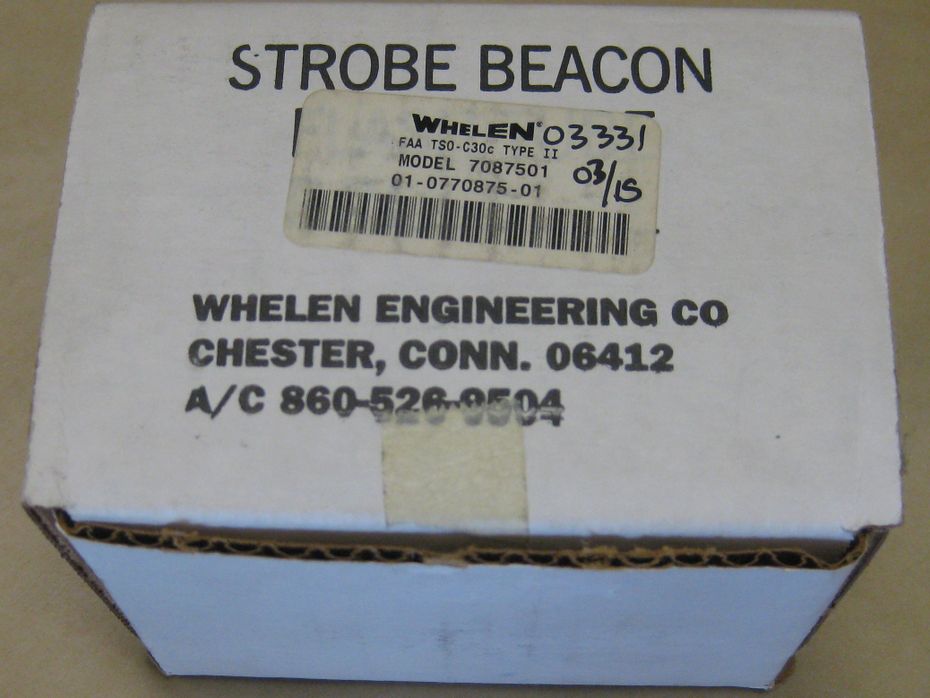 STROBE BEACON
WHELEN® 03331
FAA TSO-C30c TYPE II
MODEL 7087501 03/15
01-0770875-01
WHELEN ENGINEERING CO
CHESTER, CONN. 06412
A/C 860-526-9504